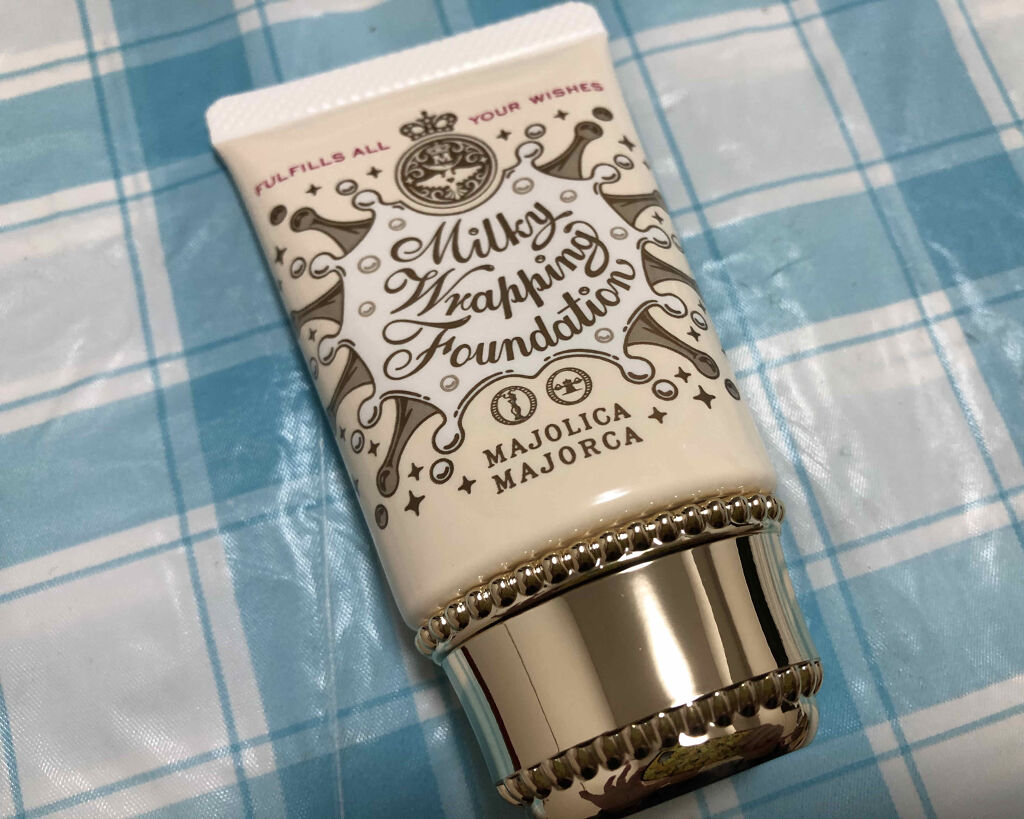 FULFILLS ALL YOUR WISHES
M
Milky
Wrapping
Foundation
MAJOLICA
MAJORCA